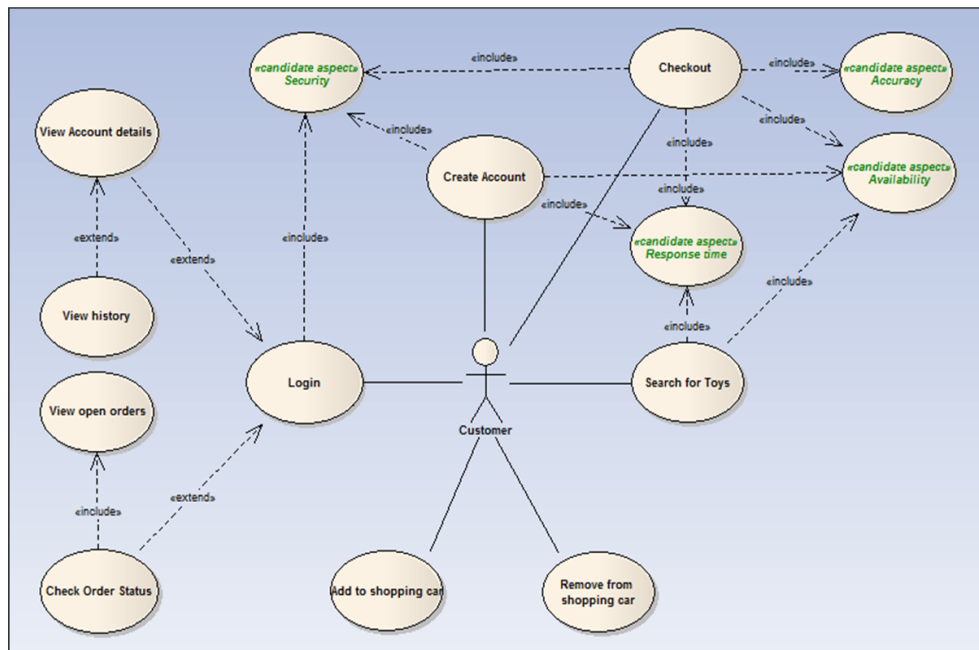 «candidate aspect»
Security
«include»
Checkout
«candidate aspect»
Accuracy
View Account details
«include»
«include»
«include»
Create Account
«candidate aspect»
Availability
«include»
«extend»
«include»
«candidate aspect»
Response time
«extend»
«include»
View history
«include»
Login
Search for Toys
View open orders
Customer
«extend»
«include»
Check Order Status
Add to shopping car
Remove from
shopping car